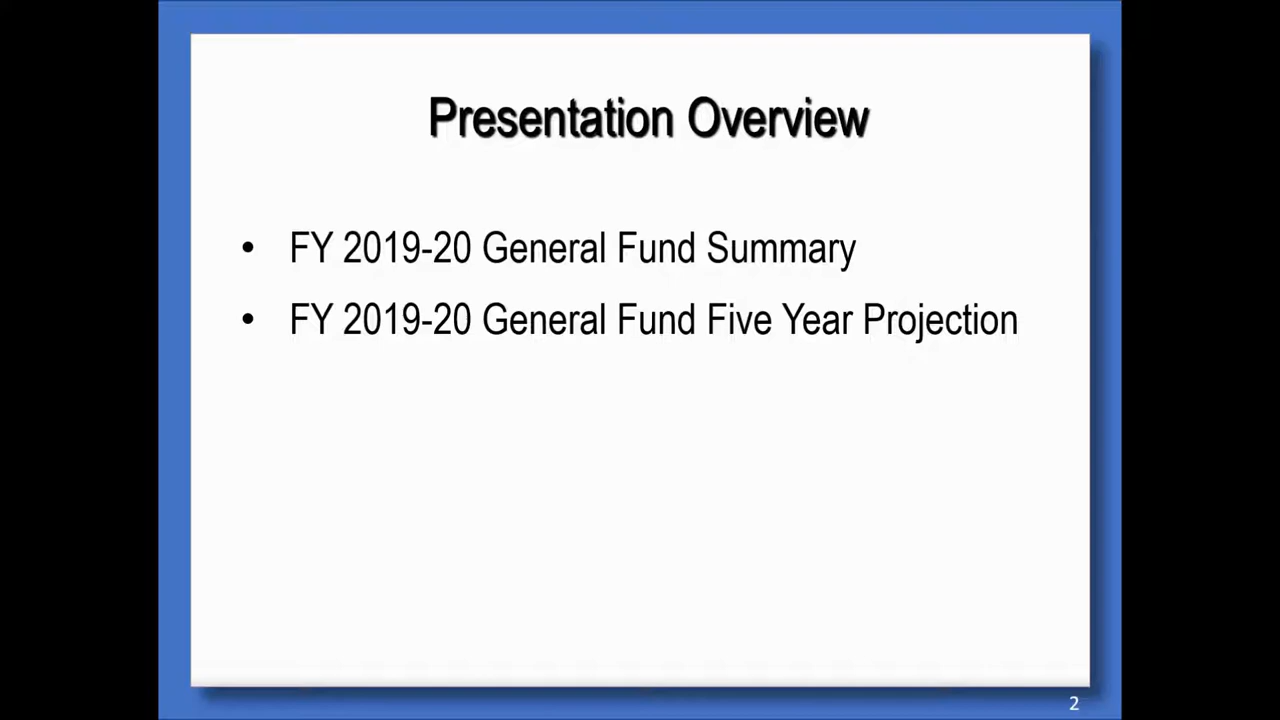 Presentation Overview
• FY 2019-20 General Fund Summary
• FY 2019-20 General Fund Five Year Projection
2